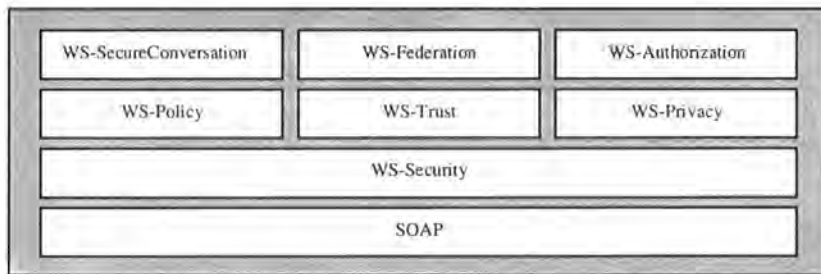 WS-SecureConversation
WS-Federation
WS-Authorization
WS-Policy
WS-Trust
WS-Privacy
WS-Security
SOAP